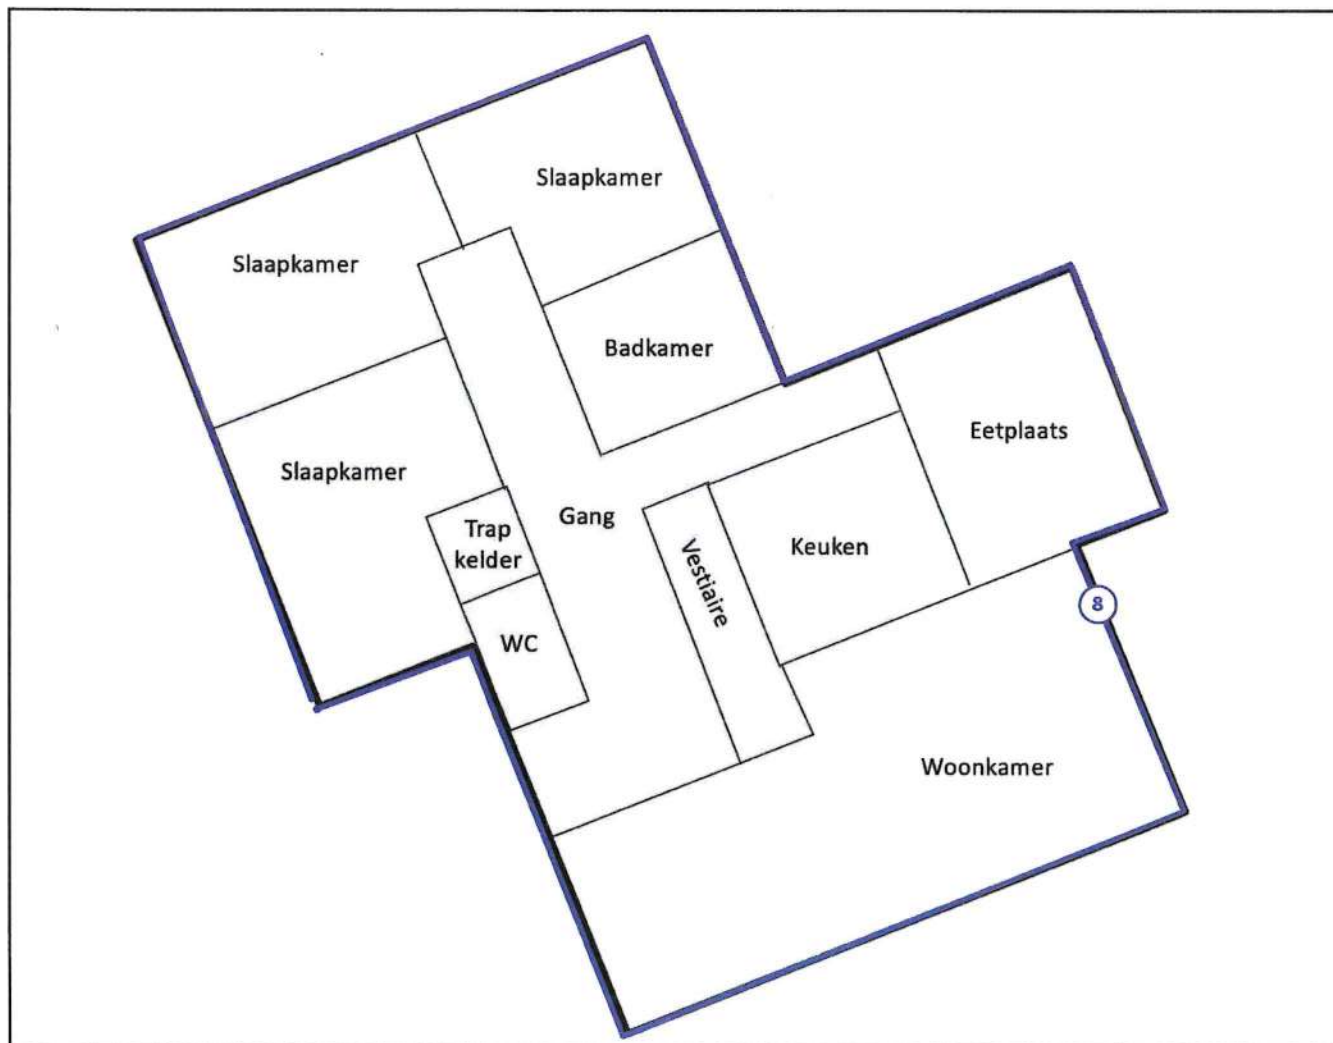 Slaapkamer
Slaapkamer
Badkamer
Eetplaats
Slaapkamer
Gang
Trap
kelder
Keuken
Vestiaire
8
WC
Woonkamer